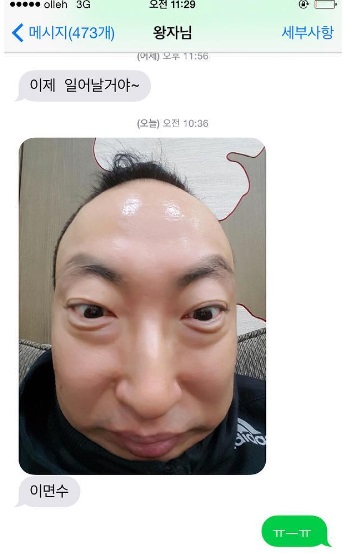 olleh 3G 오전 11:29
메시지(473개) 왕자님 세부사항
(어제) 오후 11:56
이제 일어날거야~
(오늘) 오전 10:36
adidas
이면수
ㅠㅡㅠ